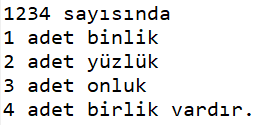 1234 sayısında
1 adet binlik
2 adet yüzlük
3 adet onluk
4 adet birlik vardır.